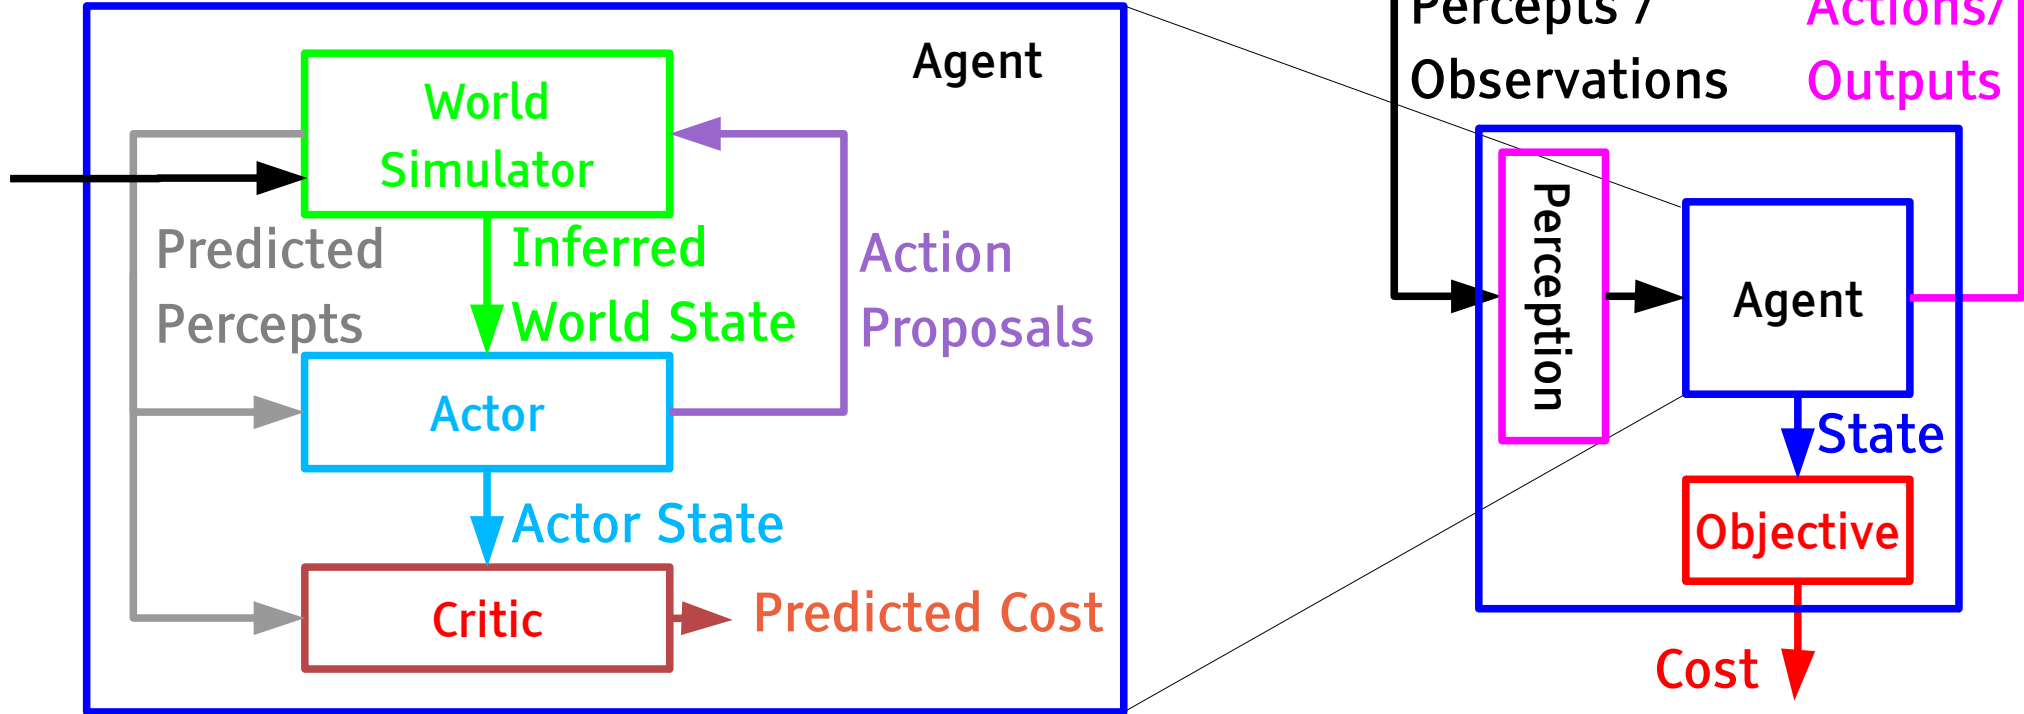 Agent
World
Simulator
Predicted
Percepts
Inferred
World State
Action
Proposals
Actor
Actor State
Critic
Predicted Cost
Percepts /
Observations
Actions/
Outputs
Perception
Agent
State
Objective
Cost